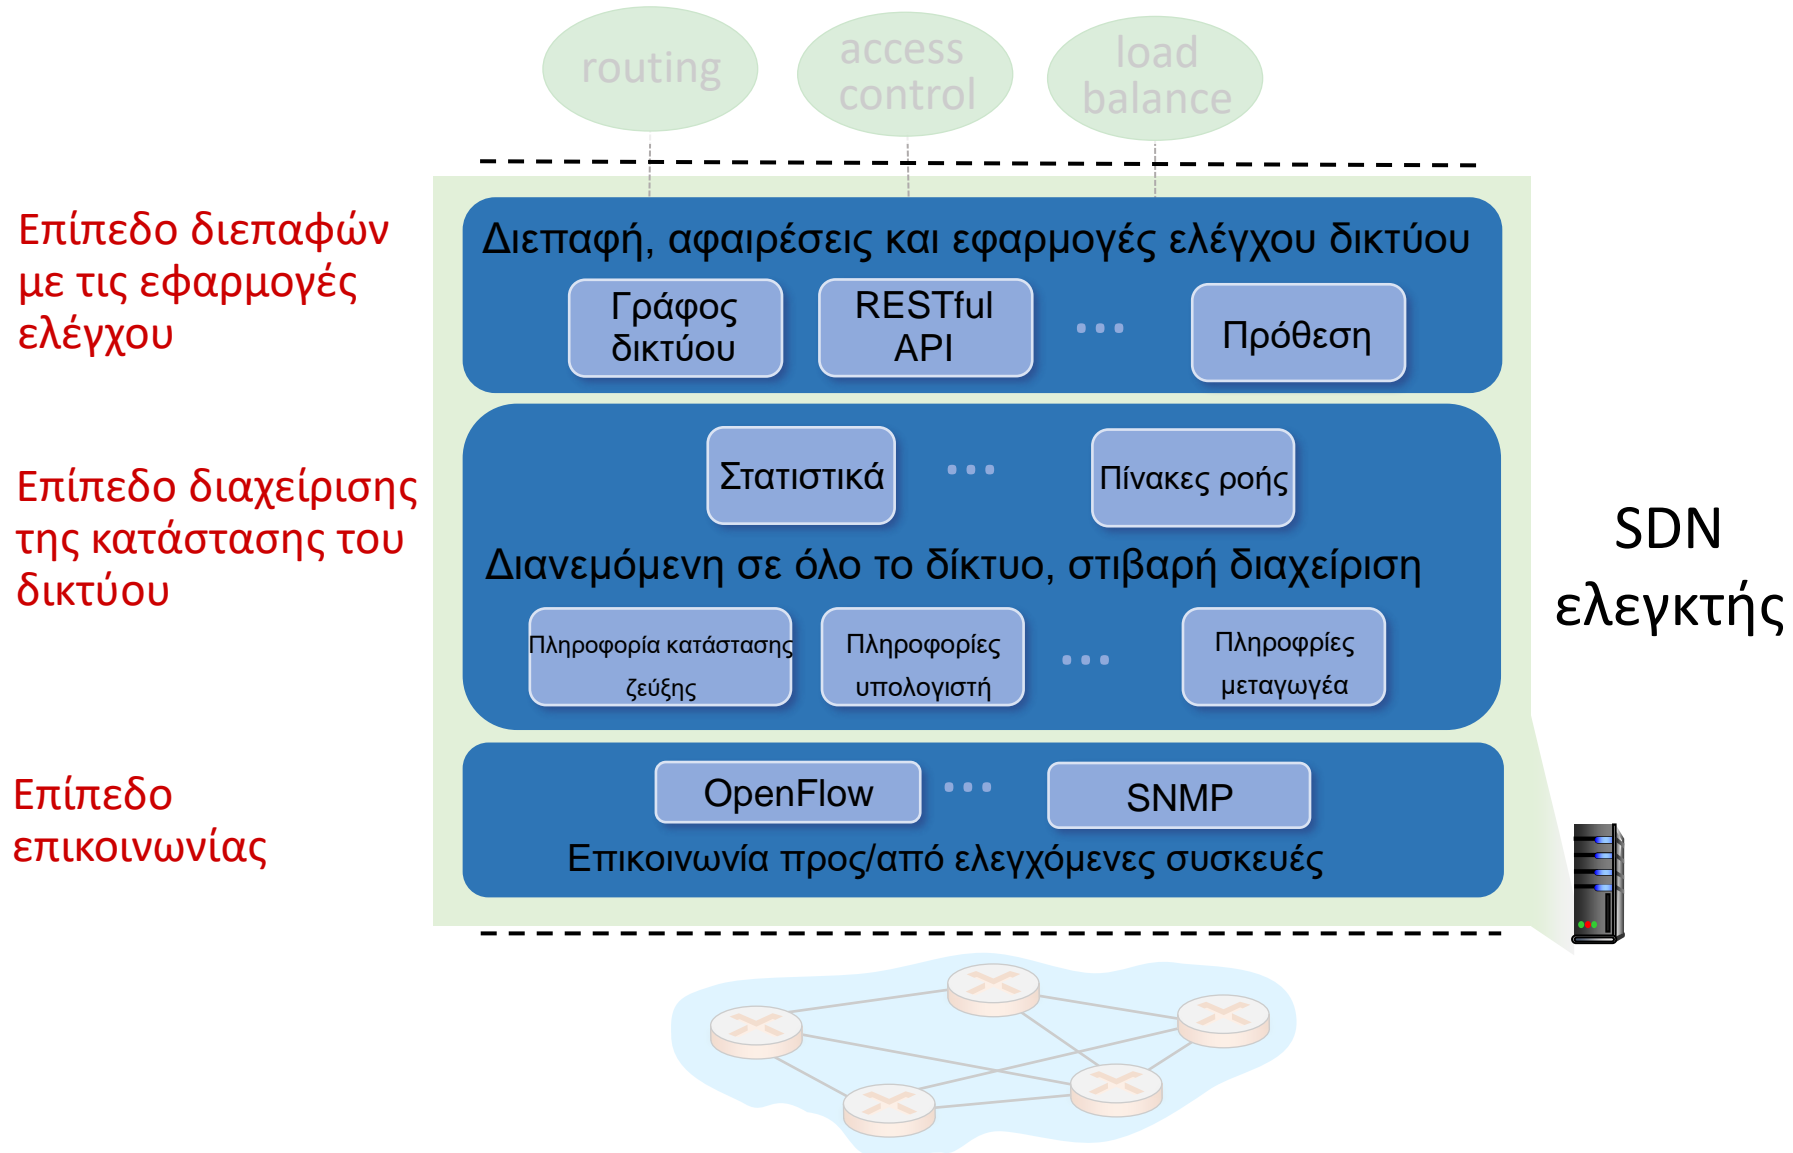 routing
access
control
load
balance
Επίπεδο διεπαφών
με τις εφαρμογές
ελέγχου
Διεπαφή, αφαιρέσεις και εφαρμογές ελέγχου δικτύου
Γράφος
δικτύου
RESTful
API
...
Πρόθεση
Επίπεδο διαχείρισης
της κατάστασης του
δικτύου
Στατιστικά
...
Πίνακες ροής
Διανεμόμενη σε όλο το δίκτυο, στιβαρή διαχείριση
Πληροφορία κατάστασης
ζεύξης
Πληροφορίες
υπολογιστή
...
Πληροφρίες
μεταγωγέα
SDN
ελεγκτής
Επίπεδο
επικοινωνίας
OpenFlow
...
SNMP
Επικοινωνία προς/από ελεγχόμενες συσκευές